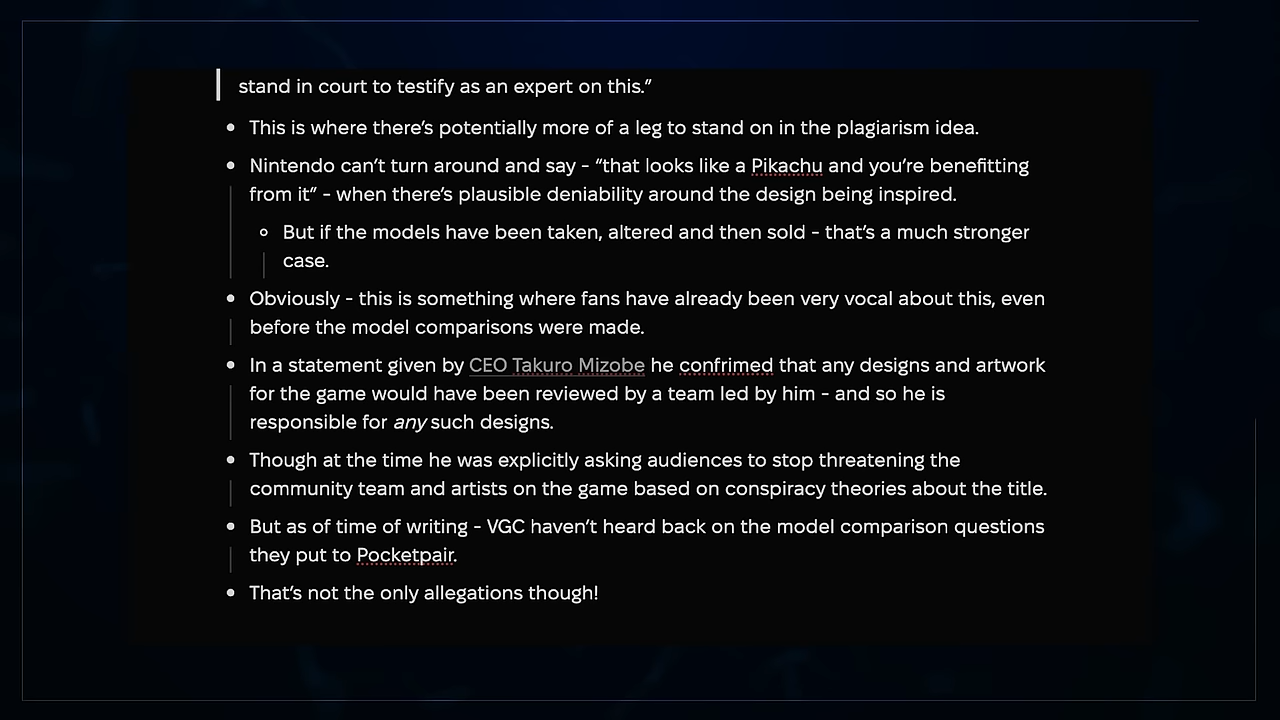 stand in court to testify as an expert on this.”
This is where there’s potentially more of a leg to stand on in the plagiarism idea.
Nintendo can’t turn around and say - “that looks like a Pikachu and you’re benefitting
from it” - when there’s plausible deniability around the design being inspired.
But if the models have been taken, altered and then sold - that’s a much stronger
case.
Obviously - this is something where fans have already been very vocal about this, even
before the model comparisons were made.
In a statement given by CEO Takuro Mizobe he confrimed that any designs and artwork
for the game would have been reviewed by a team led by him - and so he is
responsible for any such designs.
Though at the time he was explicitly asking audiences to stop threatening the
community team and artists on the game based on conspiracy theories about the title.
But as of time of writing - VGC haven’t heard back on the model comparison questions
they put to Pocketpair.
That’s not the only allegations though!